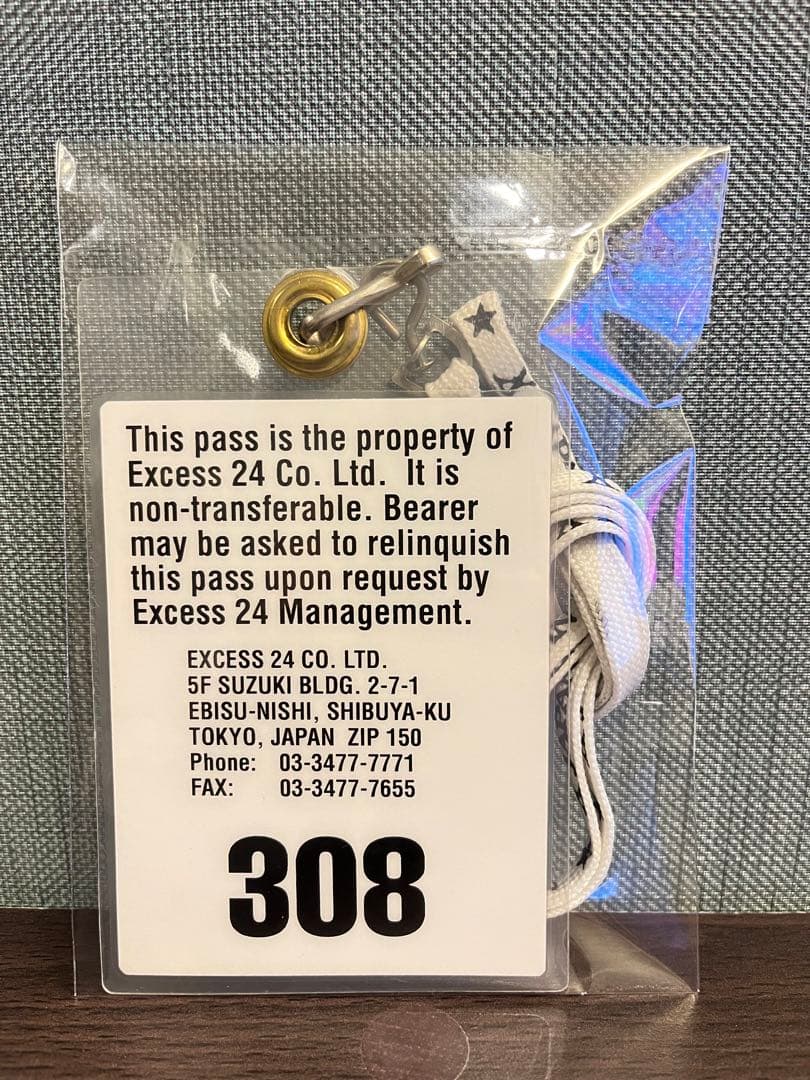 This pass is the property of
Excess 24 Co. Ltd. It is
non-transferable. Bearer
may be asked to relinquish
this pass upon request by
Excess 24 Management.
EXCESS 24 CO. LTD.
5F SUZUKI BLDG. 2-7-1
EBISU-NISHI, SHIBUYA-KU
TOKYO, JAPAN ZIP 150
Phone: 03-3477-7771
FAX: 03-3477-7655
308